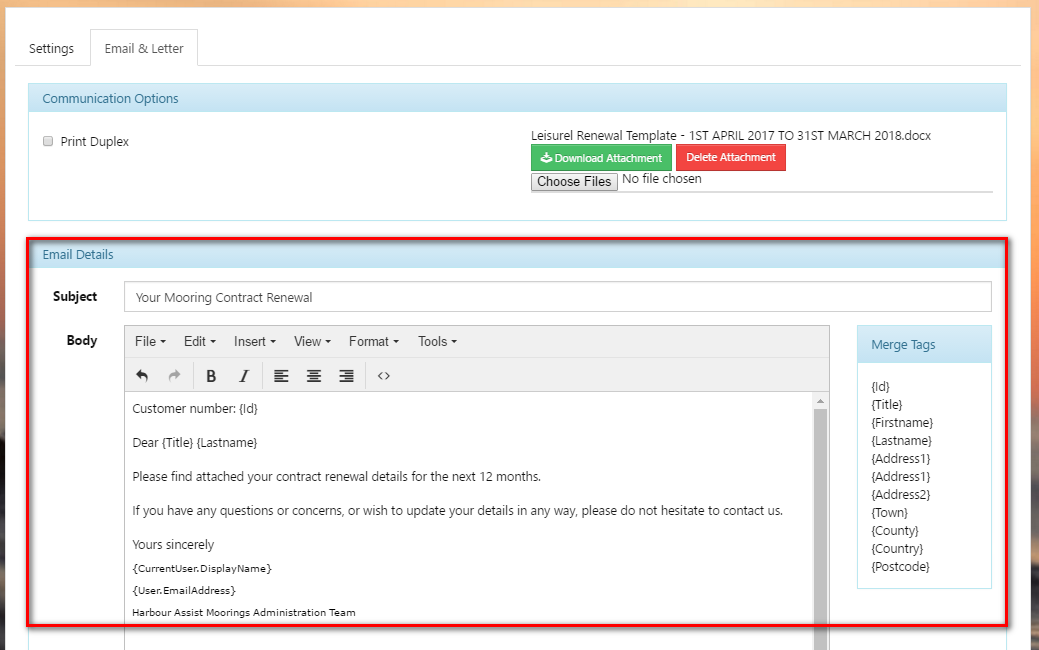 Settings
Email & Letter
Communication Options
Print Duplex
Leisurel Renewal Template - 1ST APRIL 2017 TO 31ST MARCH 2018.docx
Download Attachment
Delete Attachment
Choose Files No file chosen
Email Details
Subject
Your Mooring Contract Renewal
Body
File Edit Insert View Format Tools
B I <>
Customer number: {Id}
Dear {Title} {Lastname}
Please find attached your contract renewal details for the next 12 months.
If you have any questions or concerns, or wish to update your details in any way, please do not hesitate to contact us.
Yours sincerely
{CurrentUser.DisplayName}
{User.EmailAddress}
Harbour Assist Moorings Administration Team
Merge Tags
{Id}
{Title}
{Firstname}
{Lastname}
{Address1}
{Address1}
{Address2}
{Town}
{County}
{Country}
{Postcode}